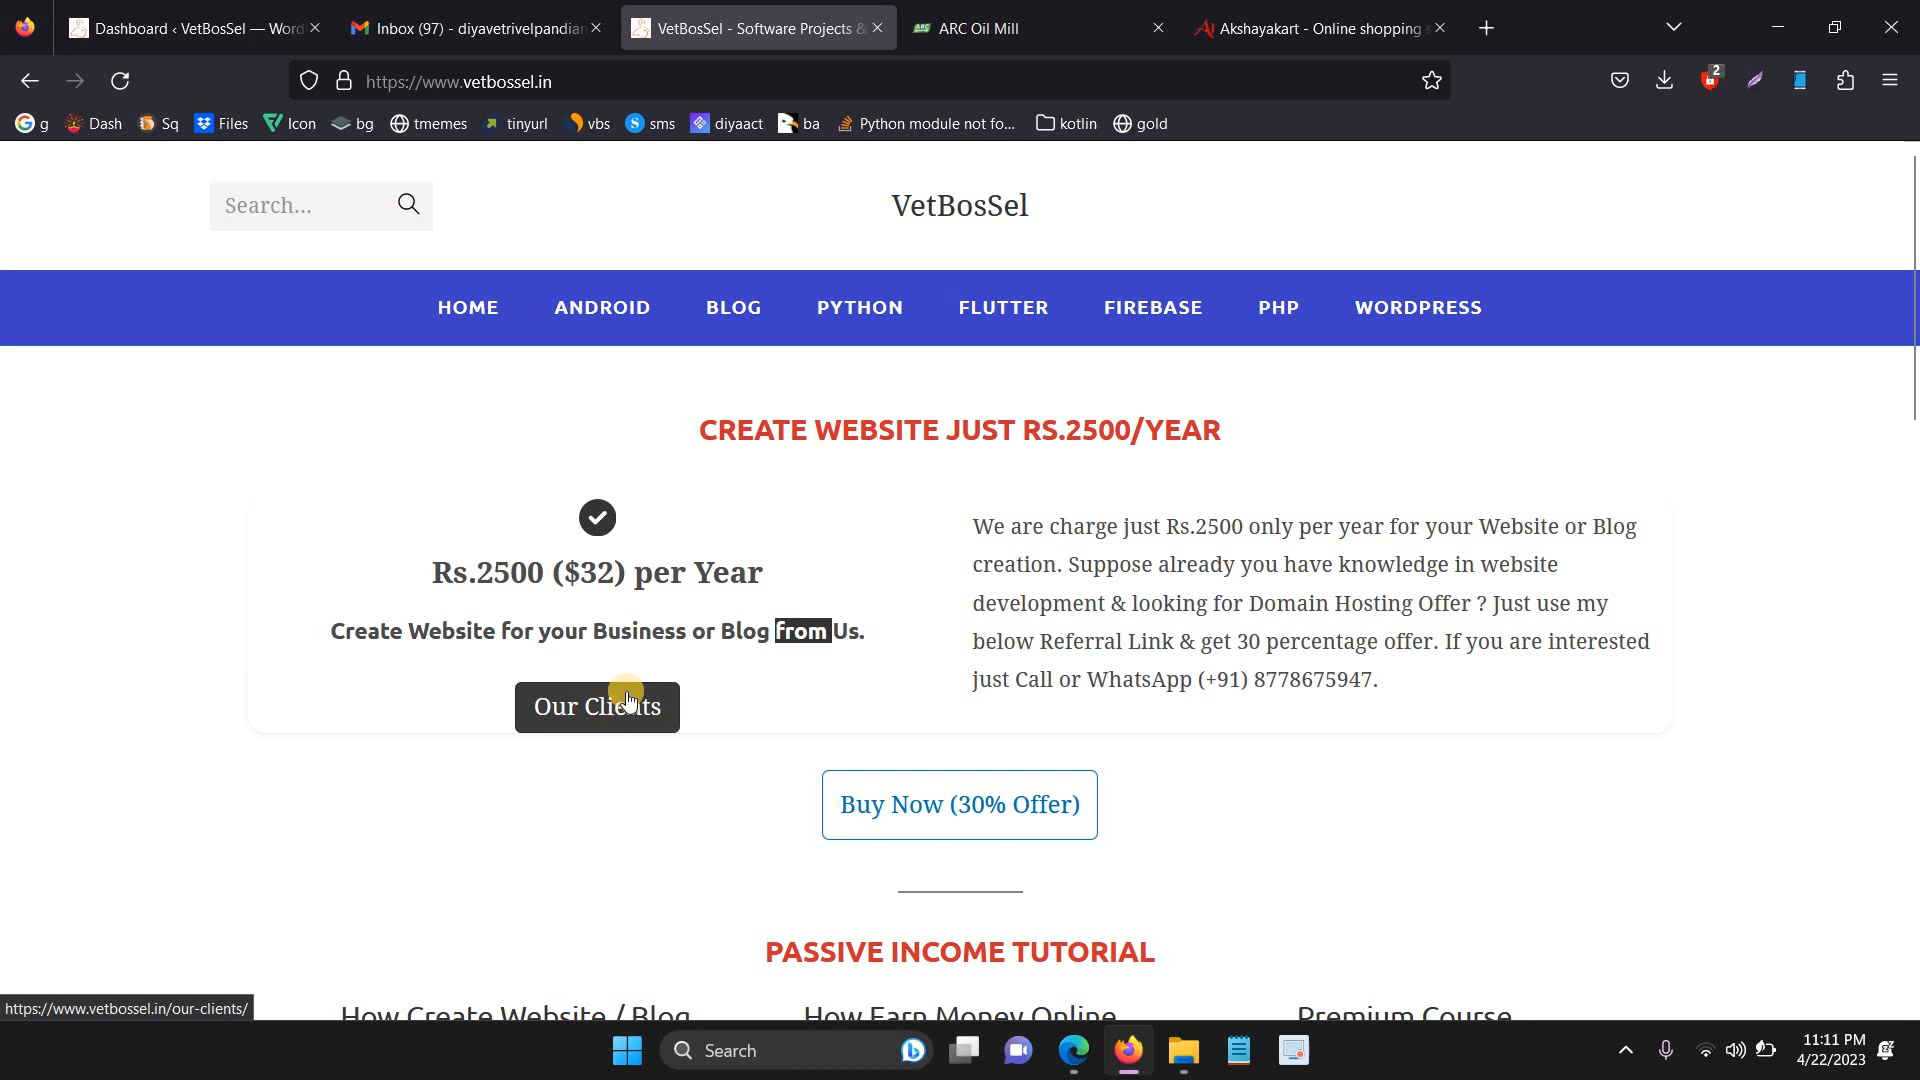 Dashboard ‹ VetBosSel — Word
Inbox (97) - diyavetrivelpandian
VetBosSel - Software Projects &
ARC Oil Mill
Akshayakart - Online shopping s
https://www.vetbossel.in
2
g
Dash
Sq
Files
Icon
bg
tmemes
tinyurl
vbs
sms
diyaact
ba
Python module not fo...
kotlin
gold
Search...
VetBosSel
HOME
ANDROID
BLOG
PYTHON
FLUTTER
FIREBASE
PHP
WORDPRESS
CREATE WEBSITE JUST RS.2500/YEAR
Rs.2500 ($32) per Year
Create Website for your Business or Blog from Us.
Our Clients
We are charge just Rs.2500 only per year for your Website or Blog
creation. Suppose already you have knowledge in website
development & looking for Domain Hosting Offer ? Just use my
below Referral Link & get 30 percentage offer. If you are interested
just Call or WhatsApp (+91) 8778675947.
Buy Now (30% Offer)
PASSIVE INCOME TUTORIAL
How Create Website / Blog
How Earn Money Online
Premium Course
https://www.vetbossel.in/our-clients/
Search
11:11 PM
4/22/2023